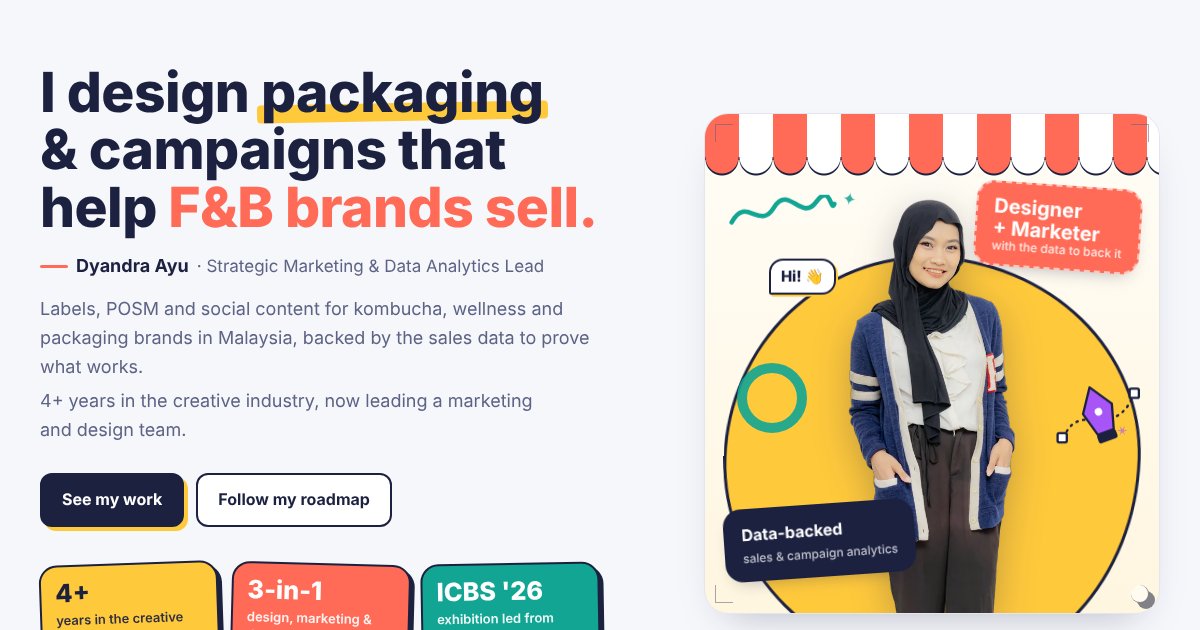 I design packaging
& campaigns that
help F&B brands sell.
Dyandra Ayu · Strategic Marketing & Data Analytics Lead
Labels, POSM and social content for kombucha, wellness and
packaging brands in Malaysia, backed by the sales data to prove
what works.
4+ years in the creative industry, now leading a marketing
and design team.
See my work
Follow my roadmap
4+
years in the creative
3-in-1
design, marketing &
ICBS '26
exhibition led from
Designer
+ Marketer
with the data to back it
Hi! 👋
Data-backed
sales & campaign analytics